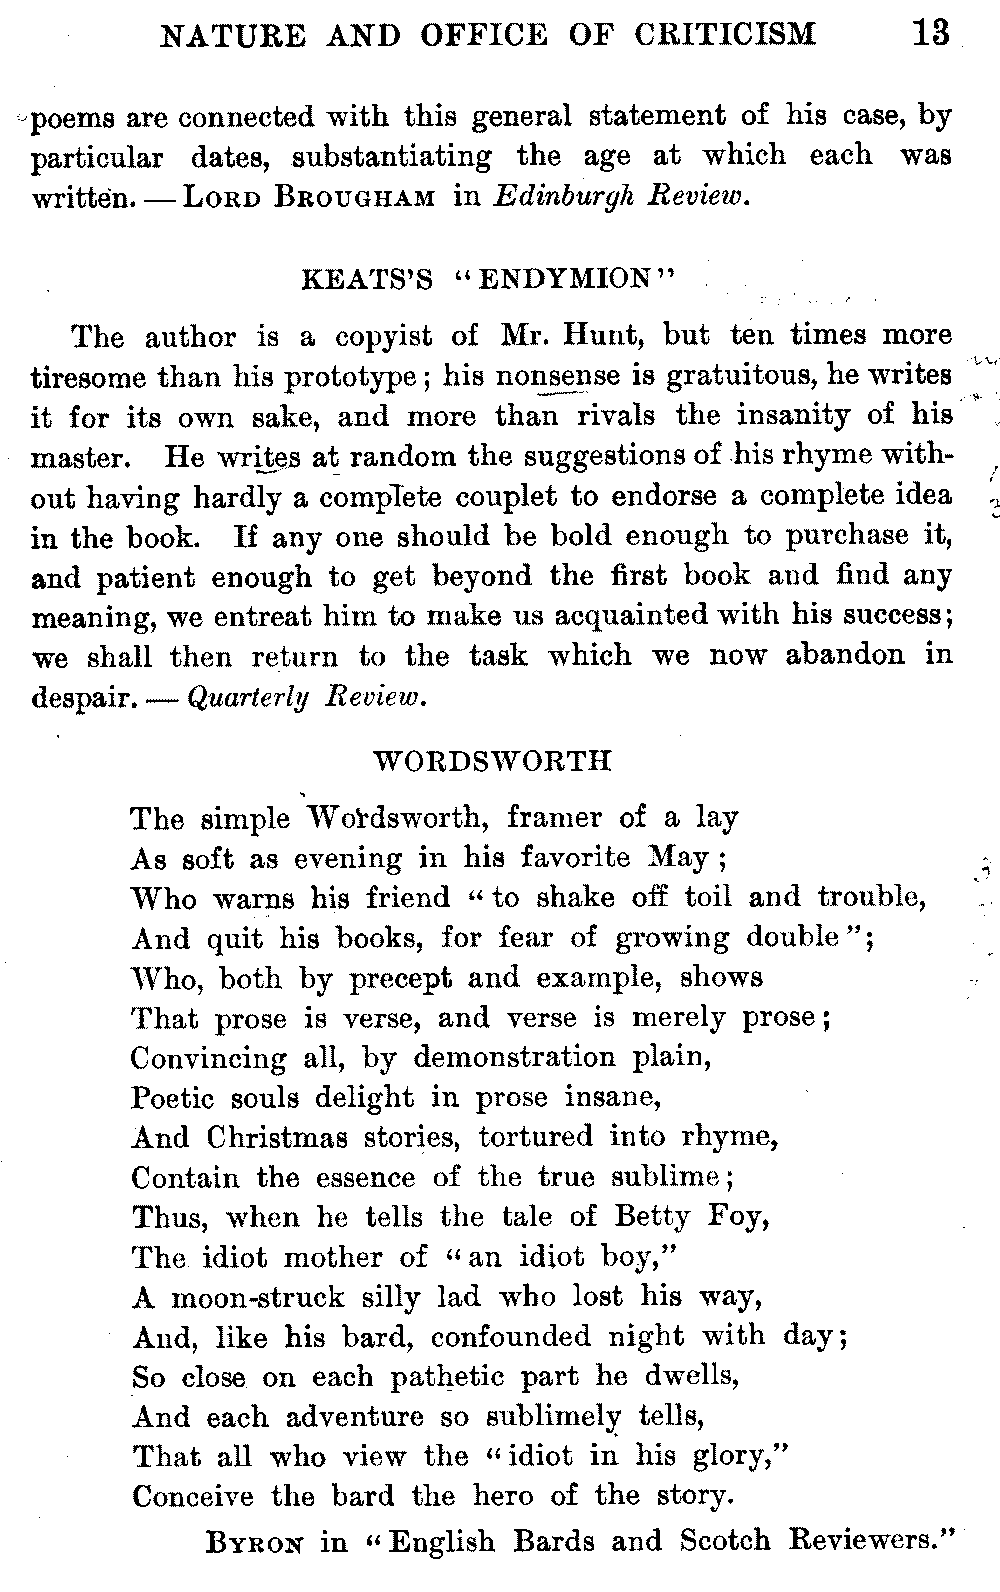 NATURE AND OFFICE OF CRITICISM 13
poems are connected with this general statement of his case, by
particular dates, substantiating the age at which each was
written. — LORD BROUGHAM in Edinburgh Review.
KEATS'S "ENDYMION"
The author is a copyist of Mr. Hunt, but ten times more
tiresome than his prototype; his nonsense is gratuitous, he writes
it for its own sake, and more than rivals the insanity of his
master. He writes at random the suggestions of his rhyme with-
out having hardly a complete couplet to endorse a complete idea
in the book. If any one should be bold enough to purchase it,
and patient enough to get beyond the first book and find any
meaning, we entreat him to make us acquainted with his success;
we shall then return to the task which we now abandon in
despair. — Quarterly Review.
WORDSWORTH
The simple Wordsworth, framer of a lay
As soft as evening in his favorite May;
Who warns his friend "to shake off toil and trouble,
And quit his books, for fear of growing double";
Who, both by precept and example, shows
That prose is verse, and verse is merely prose;
Convincing all, by demonstration plain,
Poetic souls delight in prose insane,
And Christmas stories, tortured into rhyme,
Contain the essence of the true sublime;
Thus, when he tells the tale of Betty Foy,
The idiot mother of "an idiot boy,"
A moon-struck silly lad who lost his way,
And, like his bard, confounded night with day;
So close on each pathetic part he dwells,
And each adventure so sublimely tells,
That all who view the "idiot in his glory,"
Conceive the bard the hero of the story.
BYRON in "English Bards and Scotch Reviewers."